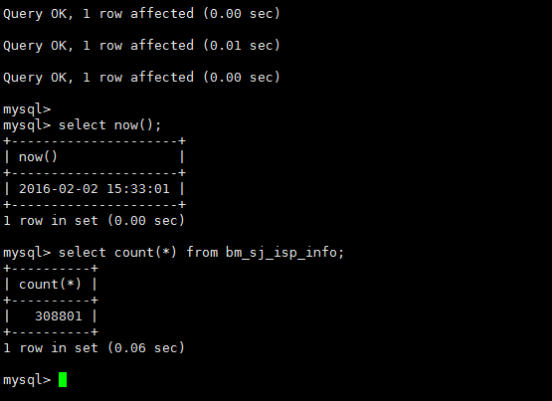 Query OK, 1 row affected (0.00 sec)
Query OK, 1 row affected (0.01 sec)
Query OK, 1 row affected (0.00 sec)
mysql>
mysql> select now();
+---------------------+
| now()               |
+---------------------+
| 2016-02-02 15:33:01 |
+---------------------+
1 row in set (0.00 sec)
mysql> select count(*) from bm_sj_isp_info;
+----------+
| count(*) |
+----------+
|   308801 |
+----------+
1 row in set (0.06 sec)
mysql>